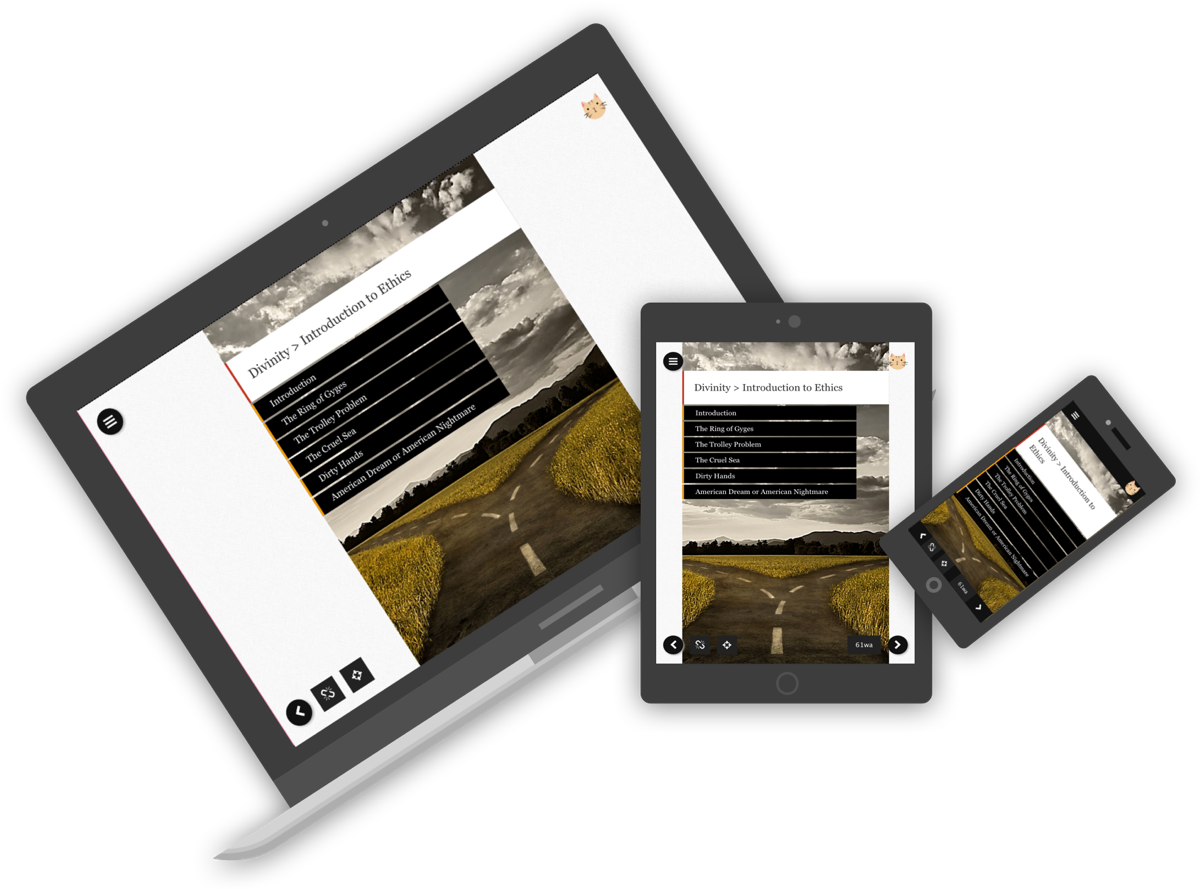 Divinity > Introduction to Ethics
Introduction
The Ring of Gyges
The Trolley Problem
The Cruel Sea
Dirty Hands
American Dream or American Nightmare
Divinity > Introduction to Ethics
Introduction
The Ring of Gyges
The Trolley Problem
The Cruel Sea
Dirty Hands
American Dream or American Nightmare
61wa
Divinity > Introduction to
Ethics
Introduction
The Ring of Gyges
The Trolley Problem
The Cruel Sea
Dirty Hands
American Dream or American Nightmare
61wa